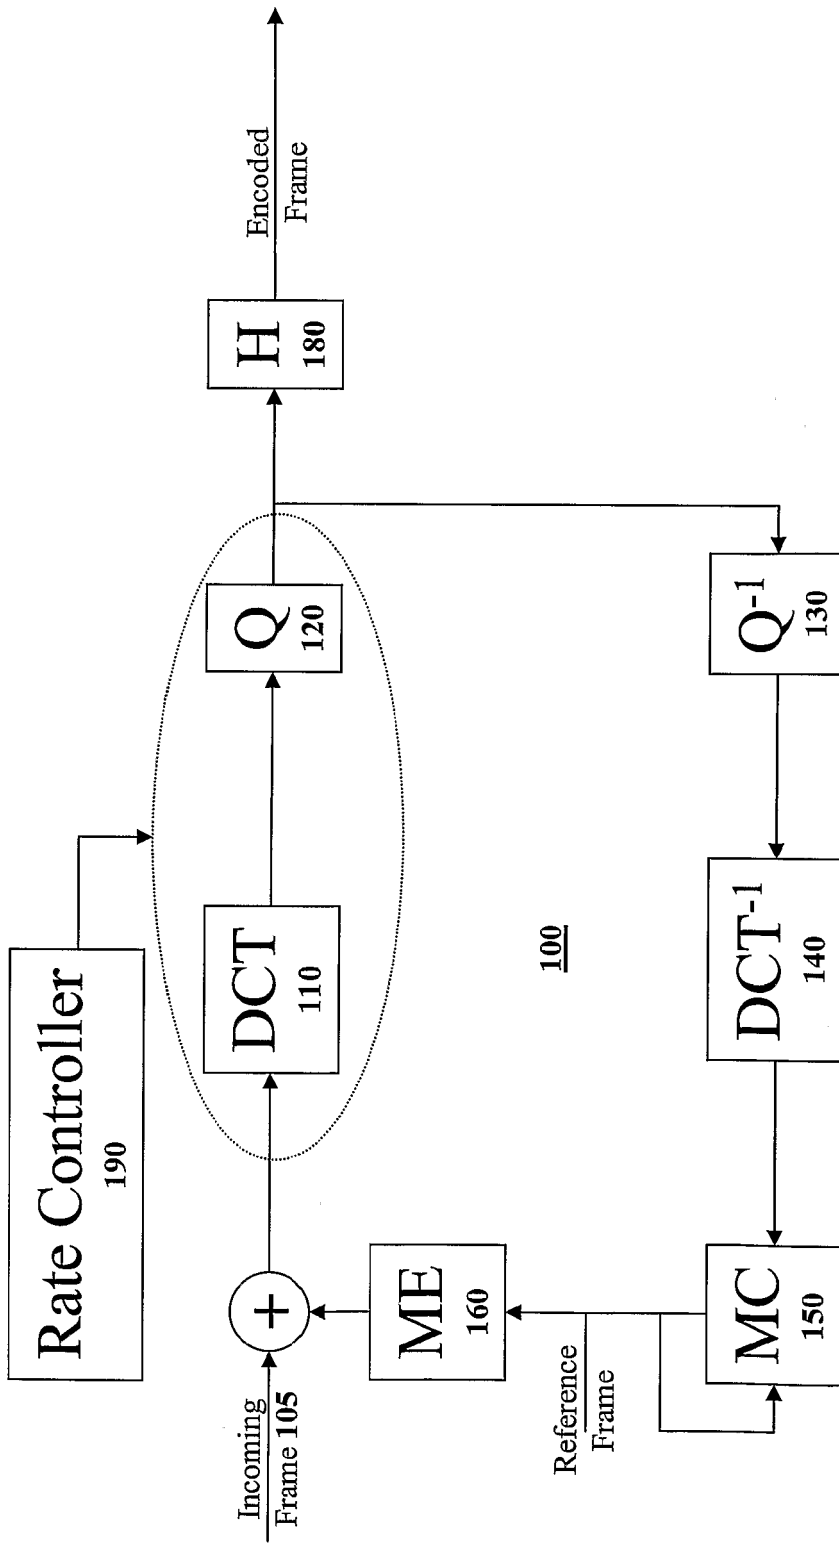 Rate Controller
190
Incoming
Frame 105
+
DCT
110
Q
120
H
180
Encoded
Frame
ME
160
100
Reference
Frame
MC
150
DCT-1
140
Q-1
130